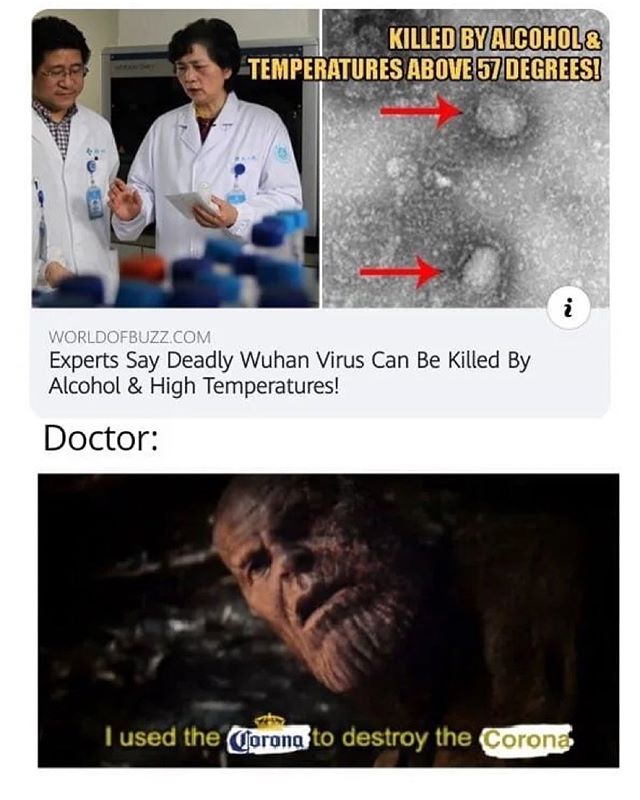 KILLED BY ALCOHOL &
TEMPERATURES ABOVE 57 DEGREES!
i
WORLDOFBUZZ.COM
Experts Say Deadly Wuhan Virus Can Be Killed By
Alcohol & High Temperatures!
Doctor:
I used the Corona to destroy the Corona